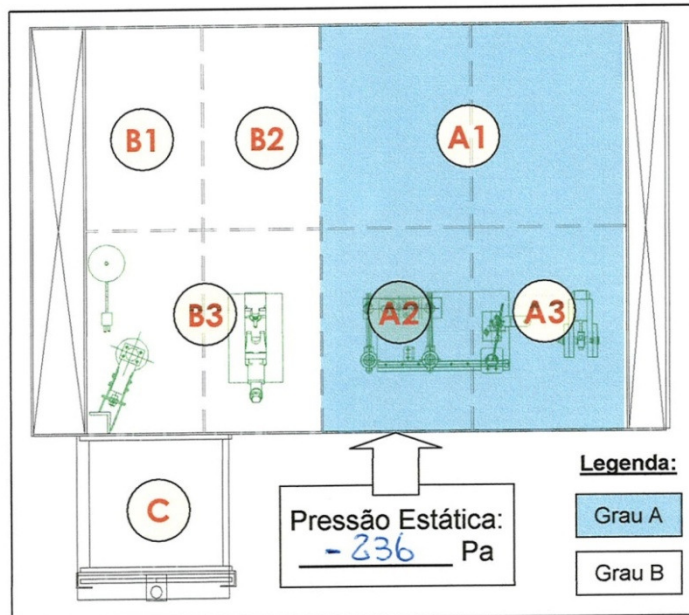 B1
B2
A1
B3
A2
A3
C
Pressão Estática:
-236 Pa
Legenda:
Grau A
Grau B